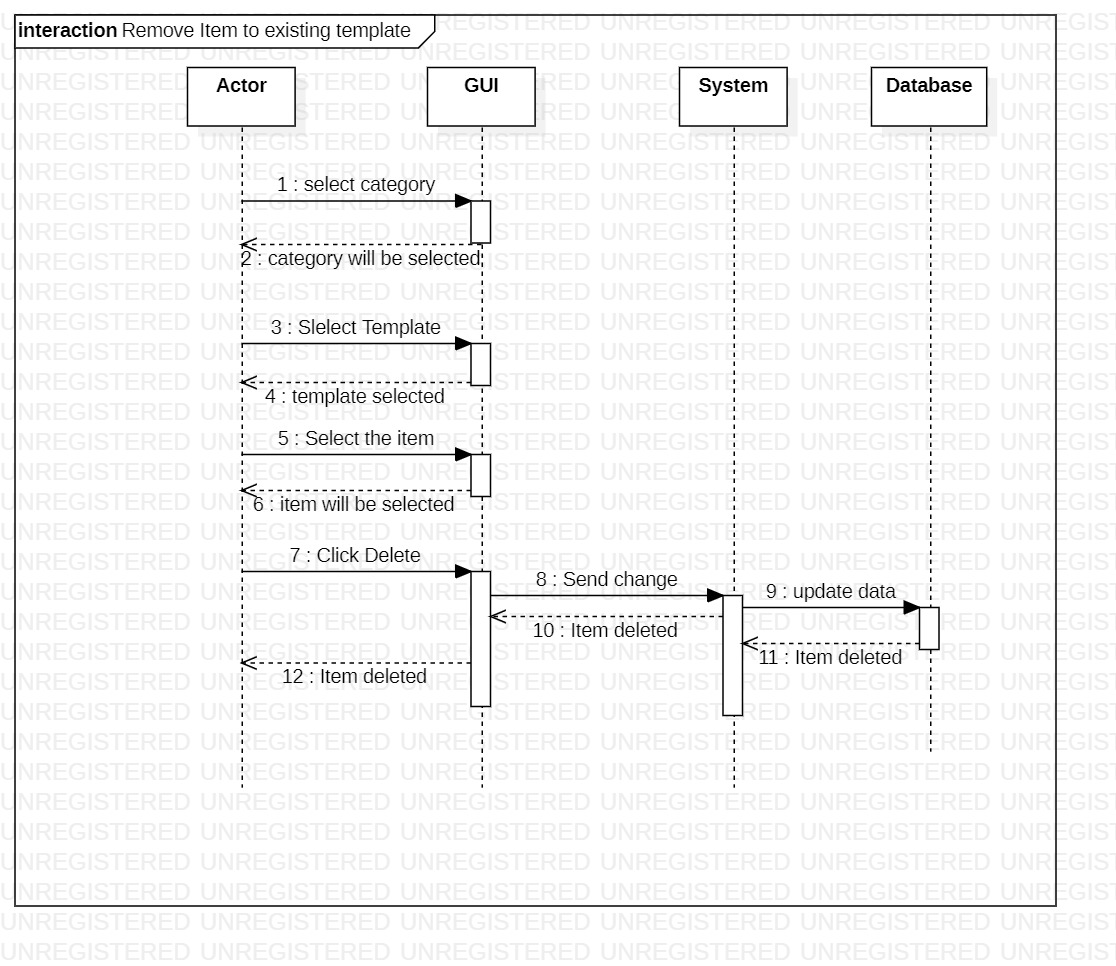 interaction Remove Item to existing template
Actor GUI System Database
1 : select category
2 : category will be selected
3 : Slelect Template
4 : template selected
5 : Select the item
6 : item will be selected
7 : Click Delete
8 : Send change
9 : update data
10 : Item deleted
11 : Item deleted
12 : Item deleted
UNREGISTERED